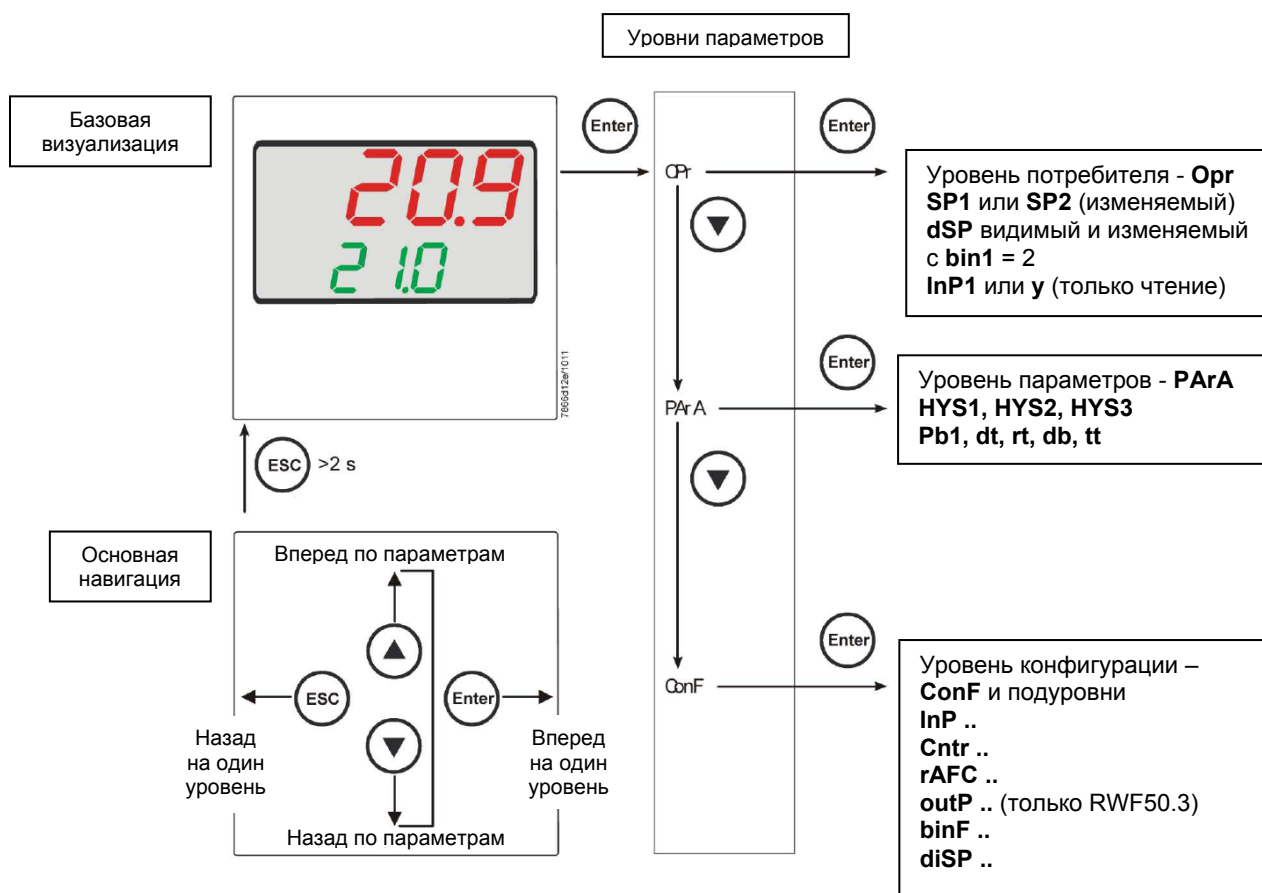 Уровни параметров
Базовая
визуализация
20.9
21.0
7866d12e/1011
Enter
OPr
Enter
Уровень потребителя - Opr
SP1 или SP2 (изменяемый)
dSP видимый и изменяемый
с bin1 = 2
InP1 или y (только чтение)
PArA
Enter
Уровень параметров - PArA
HYS1, HYS2, HYS3
Pb1, dt, rt, db, tt
ESC >2 s
Основная
навигация
Вперед по параметрам
ESC
Enter
Назад
на один
уровень
Вперед
на один
уровень
Назад по параметрам
ConF
Enter
Уровень конфигурации –
ConF и подуровни
InP ..
Cntr ..
rAFC ..
outP .. (только RWF50.3)
binF ..
diSP ..